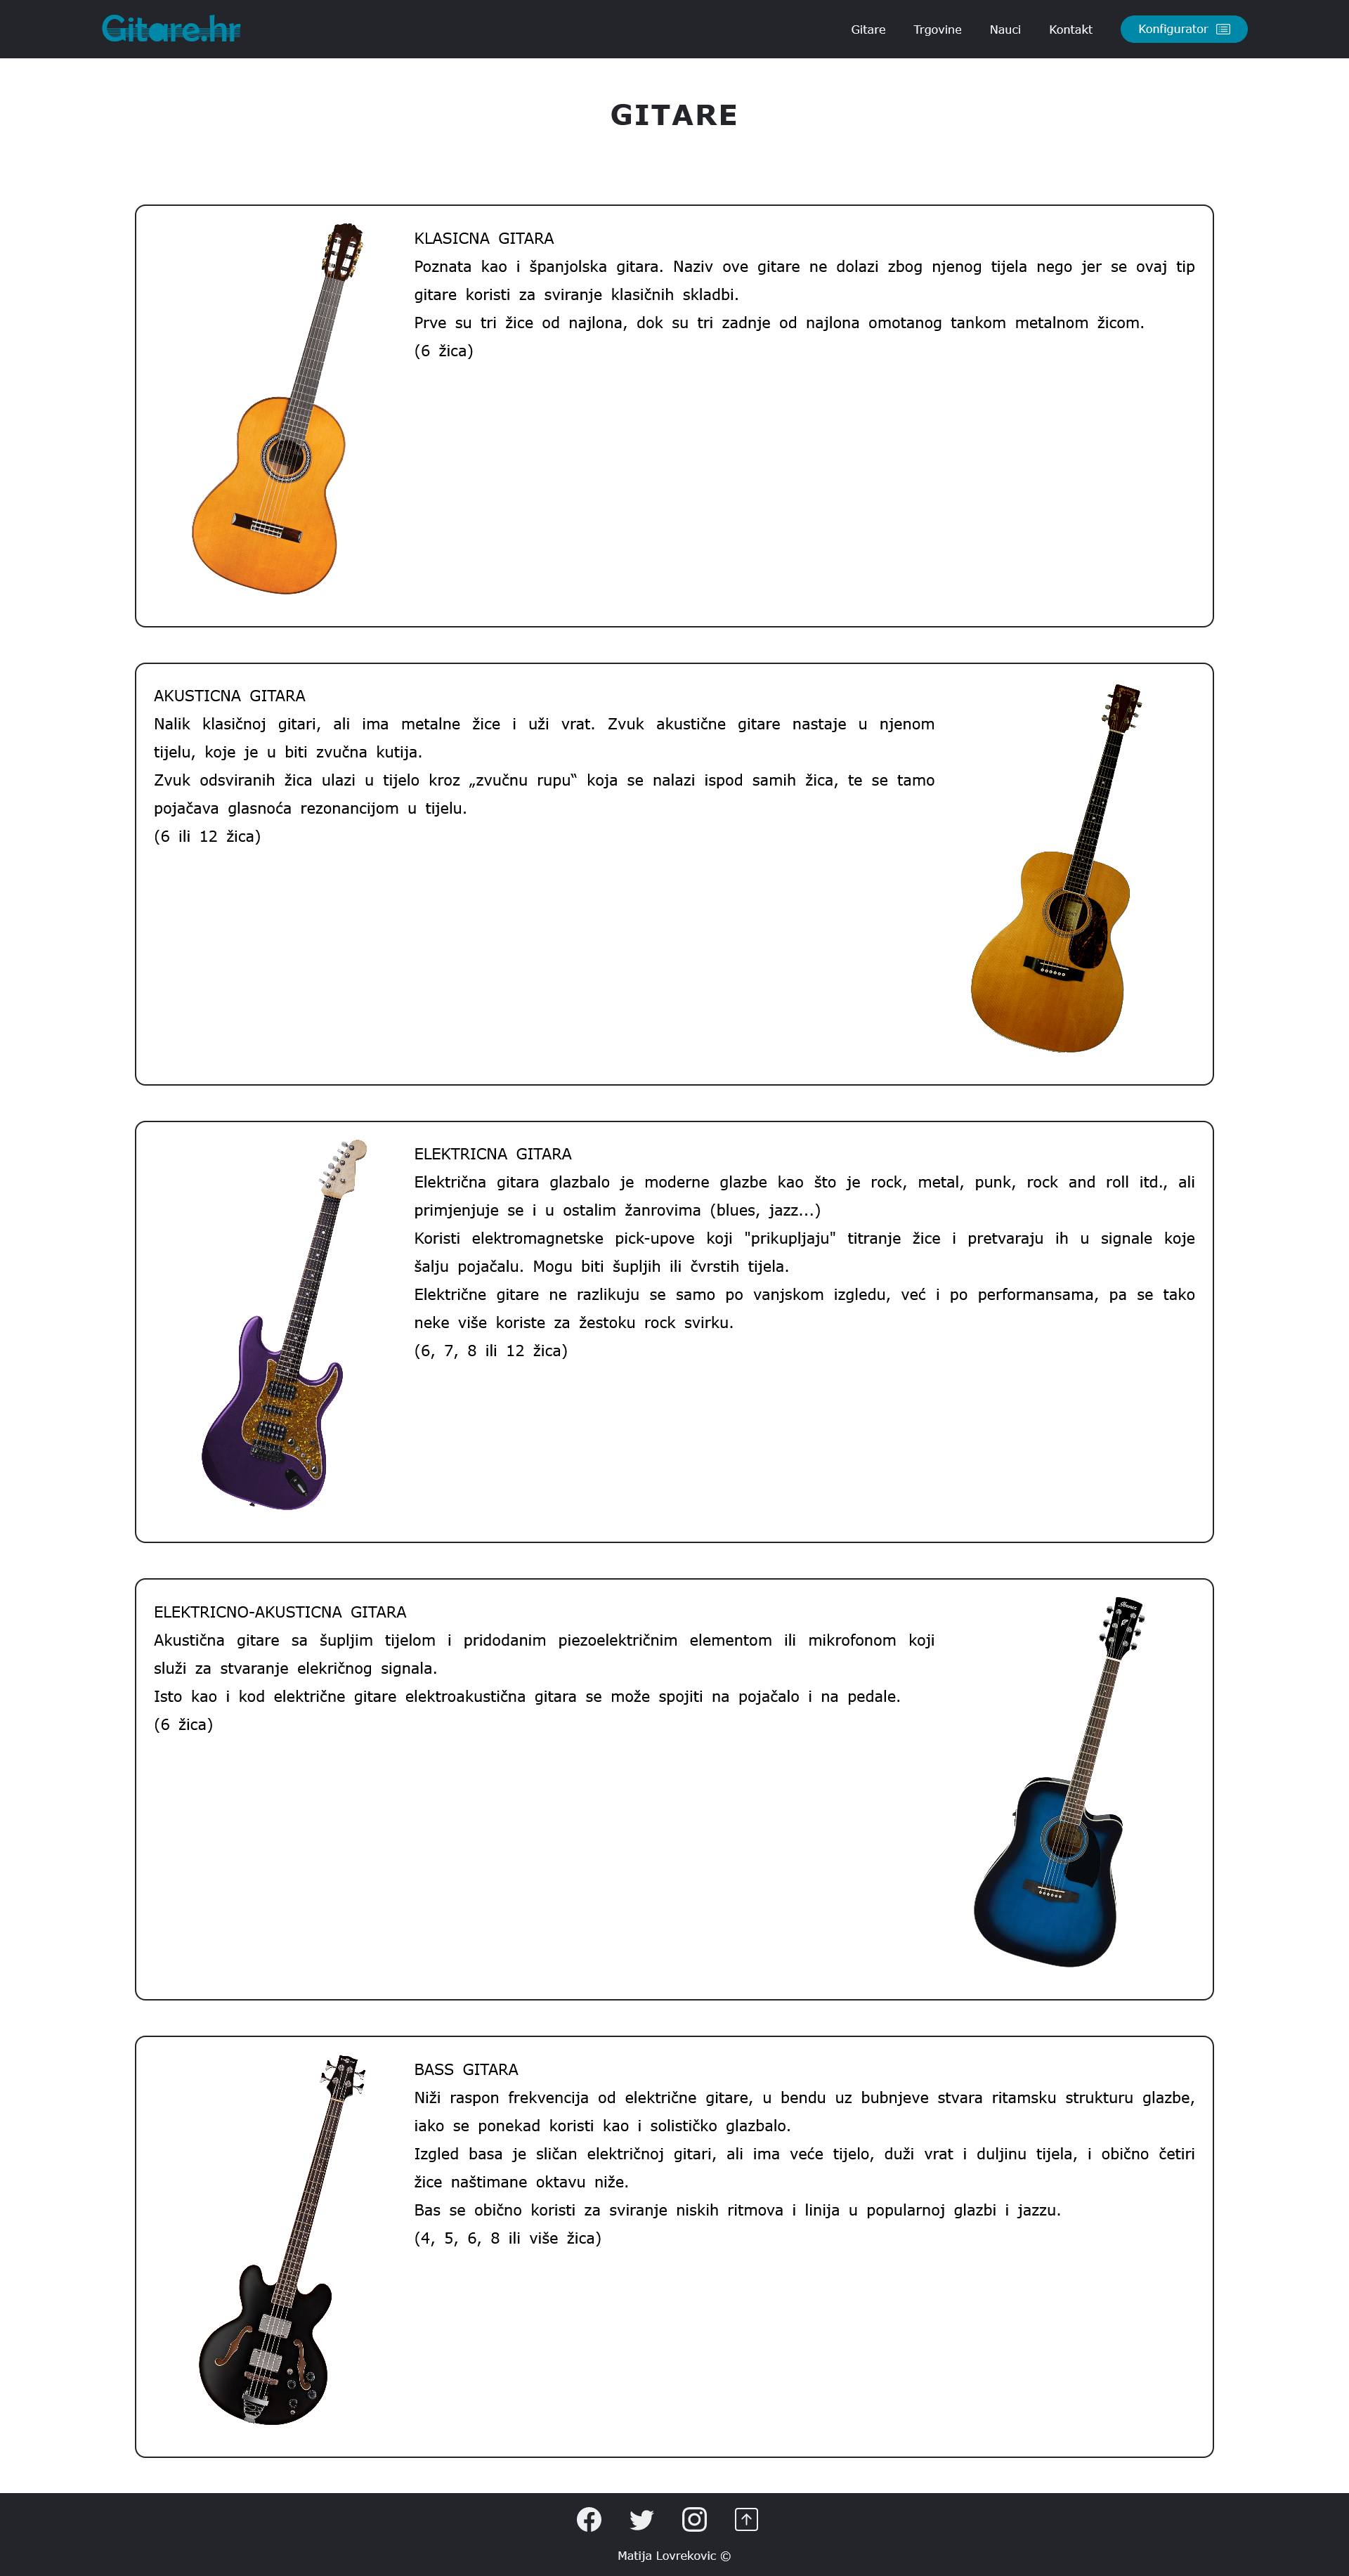 Gitare.hr
Gitare
Trgovine
Nauci
Kontakt
Konfigurator
GITARE
KLASICNA GITARA
Poznata kao i španjolska gitara. Naziv ove gitare ne dolazi zbog njenog tijela nego jer se ovaj tip
gitare koristi za sviranje klasičnih skladbi.
Prve su tri žice od najlona, dok su tri zadnje od najlona omotanog tankom metalnom žicom.
(6 žica)
AKUSTICNA GITARA
Nalik klasičnoj gitari, ali ima metalne žice i uži vrat. Zvuk akustične gitare nastaje u njenom
tijelu, koje je u biti zvučna kutija.
Zvuk odsviranih žica ulazi u tijelo kroz „zvučnu rupu“ koja se nalazi ispod samih žica, te se tamo
pojačava glasnoća rezonancijom u tijelu.
(6 ili 12 žica)
ELEKTRICNA GITARA
Električna gitara glazbalo je moderne glazbe kao što je rock, metal, punk, rock and roll itd., ali
primjenjuje se i u ostalim žanrovima (blues, jazz...)
Koristi elektromagnetske pick-upove koji "prikupljaju" titranje žice i pretvaraju ih u signale koje
šalju pojačalu. Mogu biti šupljih ili čvrstih tijela.
Električne gitare ne razlikuju se samo po vanjskom izgledu, već i po performansama, pa se tako
neke više koriste za žestoku rock svirku.
(6, 7, 8 ili 12 žica)
ELEKTRICNO-AKUSTICNA GITARA
Akustična gitare sa šupljim tijelom i pridodanim piezoelektričnim elementom ili mikrofonom koji
služi za stvaranje elekričnog signala.
Isto kao i kod električne gitare elektroakustična gitara se može spojiti na pojačalo i na pedale.
(6 žica)
Ibanez
BASS GITARA
Niži raspon frekvencija od električne gitare, u bendu uz bubnjeve stvara ritamsku strukturu glazbe,
iako se ponekad koristi kao i solističko glazbalo.
Izgled basa je sličan električnoj gitari, ali ima veće tijelo, duži vrat i duljinu tijela, i obično četiri
žice naštimane oktavu niže.
Bas se obično koristi za sviranje niskih ritmova i linija u popularnoj glazbi i jazzu.
(4, 5, 6, 8 ili više žica)
Matija Lovrekovic ©